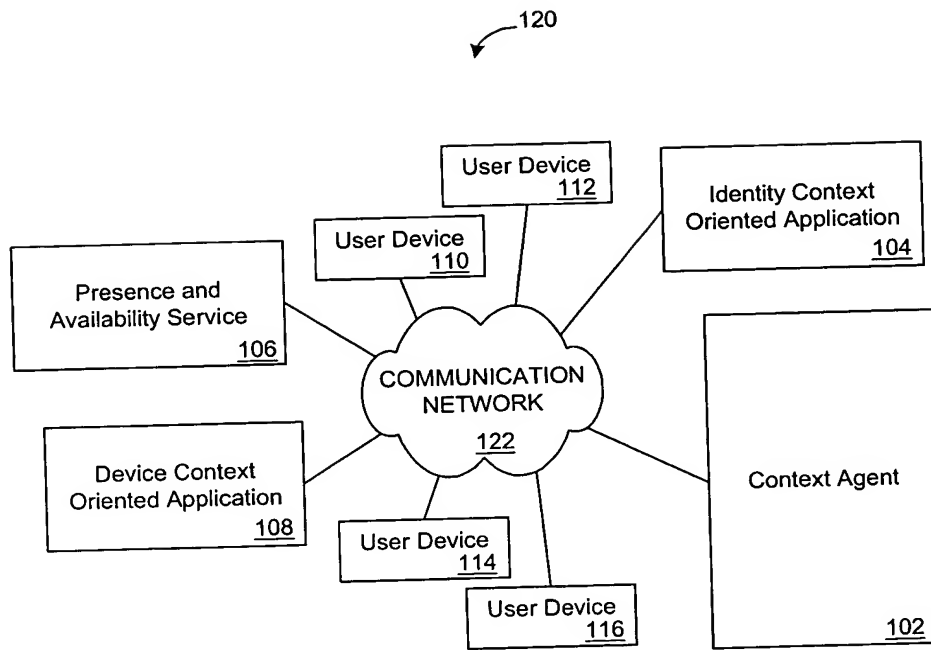 120
User Device
112
Identity Context
Oriented Application
104
User Device
110
Presence and
Availability Service
106
COMMUNICATION
NETWORK
122
Device Context
Oriented Application
108
Context Agent
102
User Device
114
User Device
116